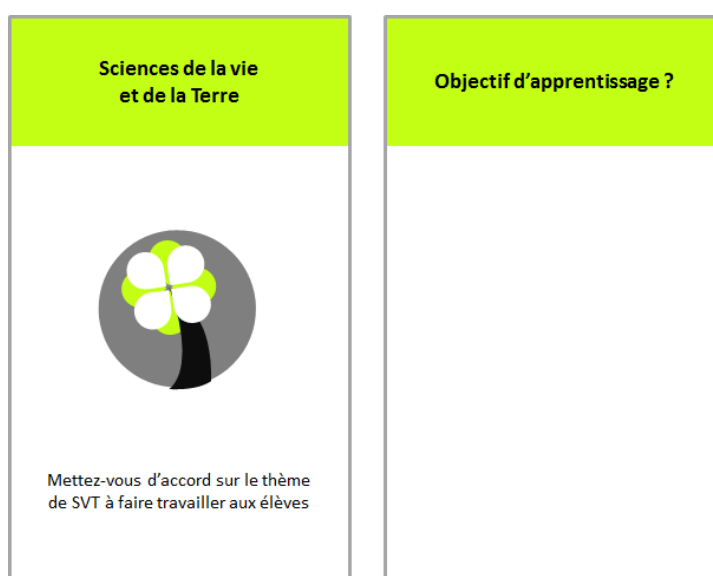 Sciences de la vie
et de la Terre
Mettez-vous d’accord sur le thème
de SVT à faire travailler aux élèves
Objectif d’apprentissage ?